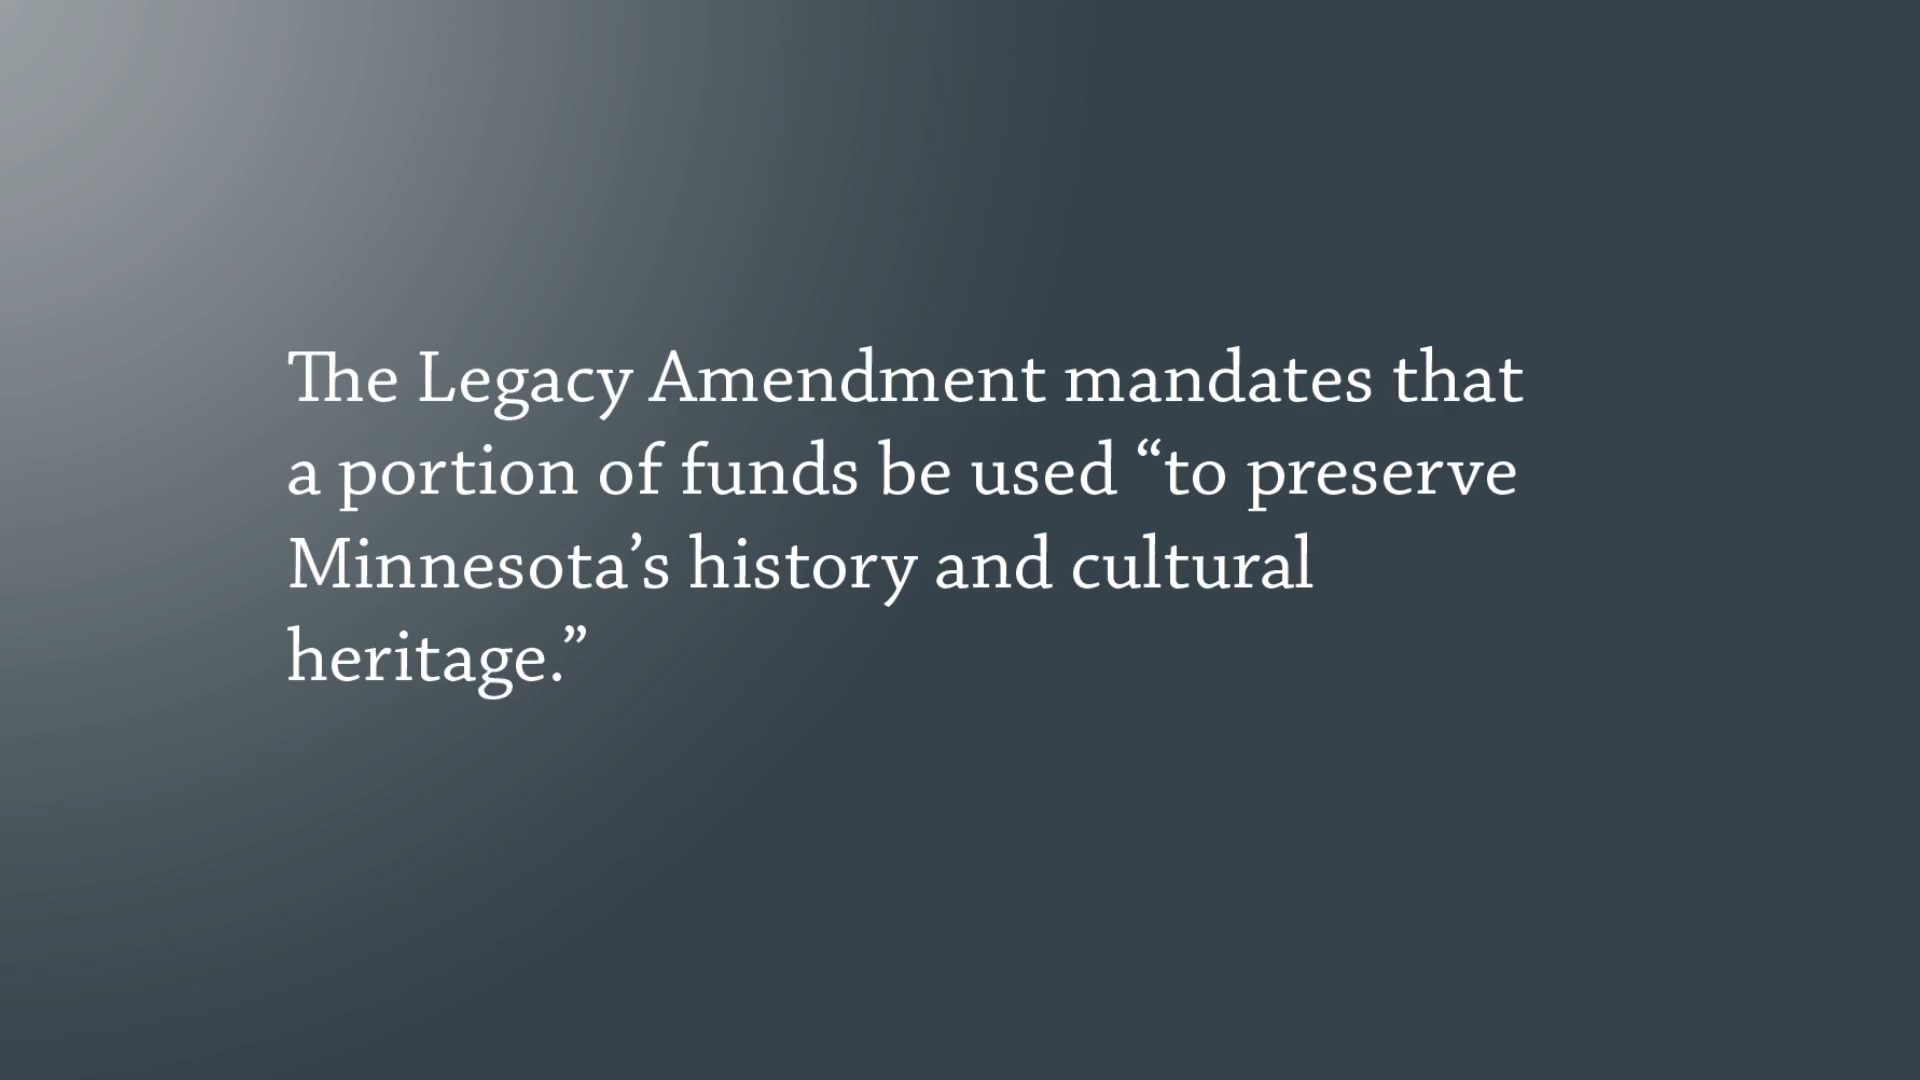 The Legacy Amendment mandates that
a portion of funds be used “to preserve
Minnesota’s history and cultural
heritage.”